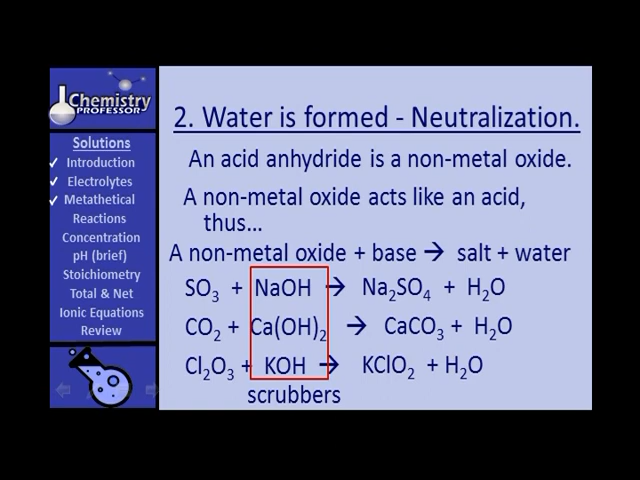 Chemistry
PROFESSOR
Solutions
✓ Introduction
✓ Electrolytes
✓ Metathetical
Reactions
Concentration
pH (brief)
Stoichiometry
Total & Net
Ionic Equations
Review
2. Water is formed - Neutralization.
An acid anhydride is a non-metal oxide.
A non-metal oxide acts like an acid,
thus...
A non-metal oxide + base → salt + water
SO₃ + NaOH → Na₂SO₄ + H₂O
CO₂ + Ca(OH)₂ → CaCO₃ + H₂O
Cl₂O₃ + KOH → KClO₂ + H₂O
scrubbers